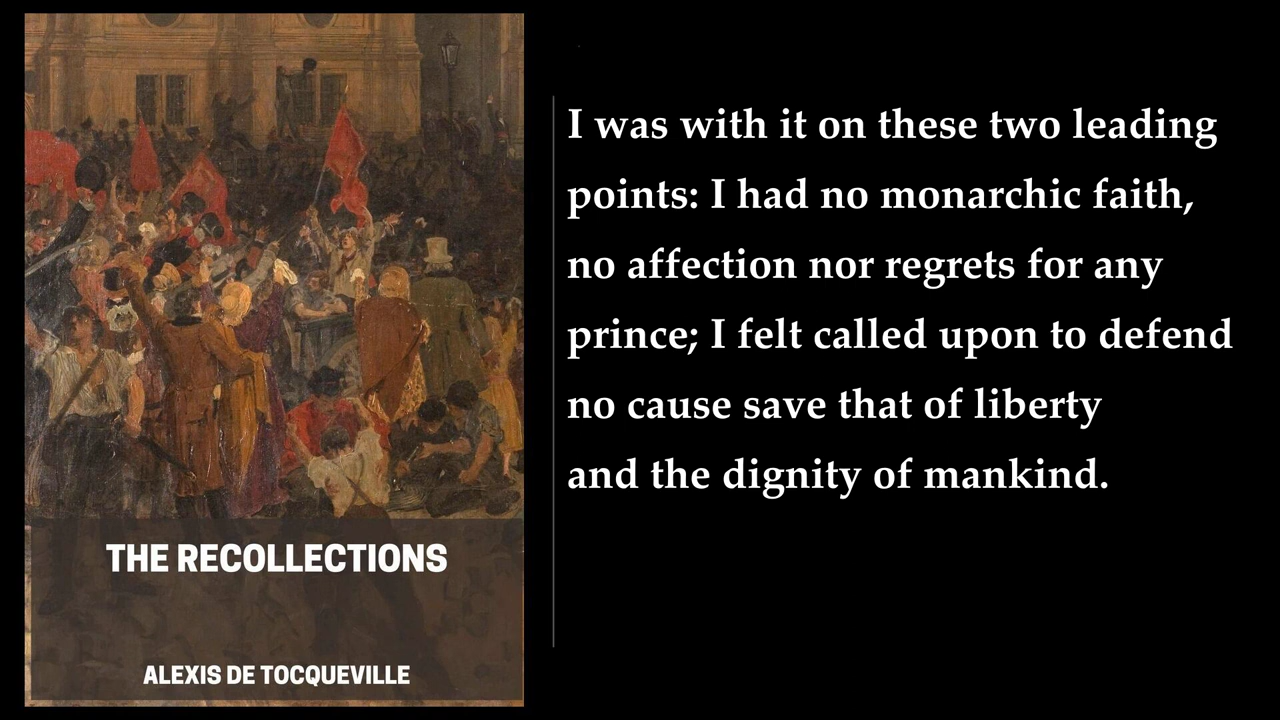 THE RECOLLECTIONS
ALEXIS DE TOCQUEVILLE
I was with it on these two leading
points: I had no monarchic faith,
no affection nor regrets for any
prince; I felt called upon to defend
no cause save that of liberty
and the dignity of mankind.